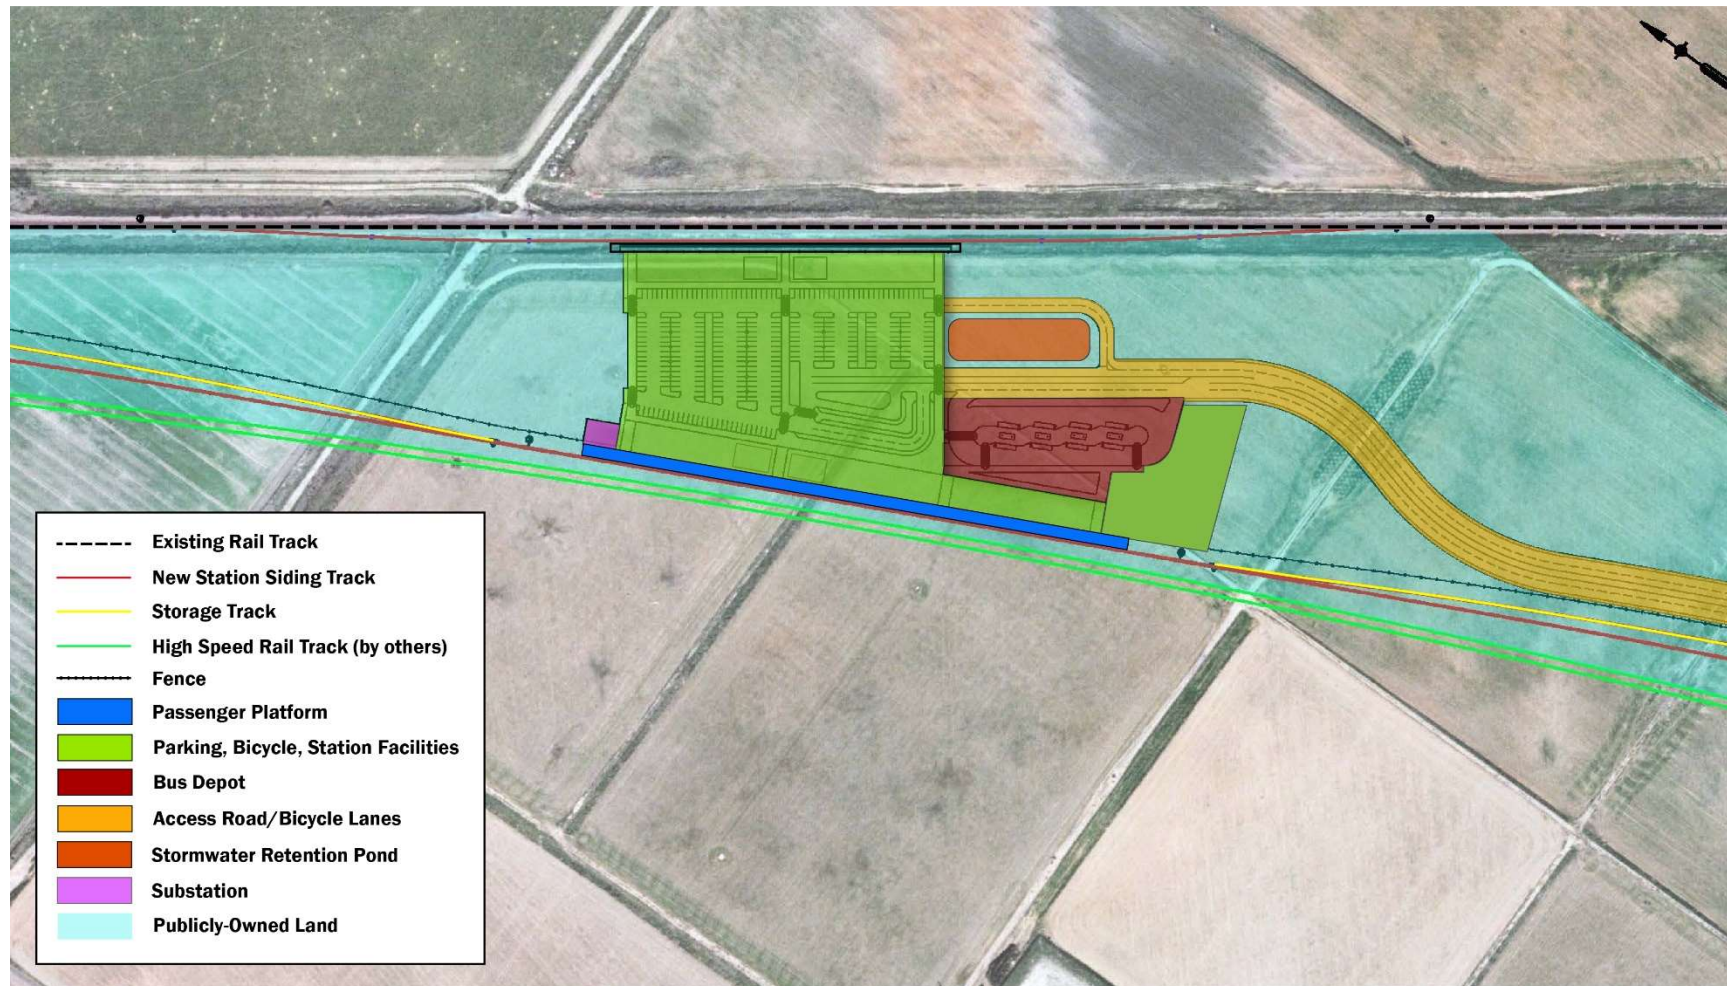 Existing Rail Track
New Station Siding Track
Storage Track
High Speed Rail Track (by others)
Fence
Passenger Platform
Parking, Bicycle, Station Facilities
Bus Depot
Access Road/Bicycle Lanes
Stormwater Retention Pond
Substation
Publicly-Owned Land